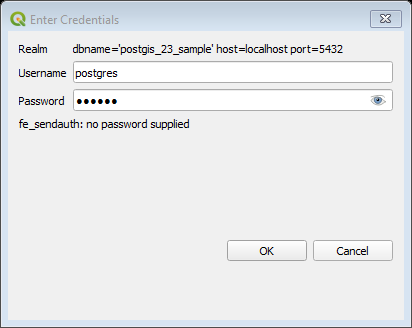 Enter Credentials
Realm dbname='postgis_23_sample' host=localhost port=5432
Username postgres
Password ●●●●●●
fe_sendauth: no password supplied
OK Cancel